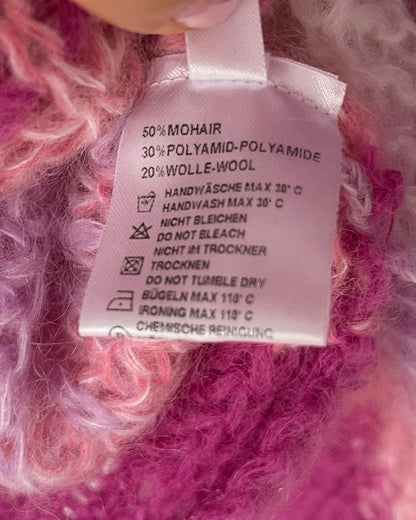 50%MOHAIR
30%POLYAMID-POLYAMIDE
20%WOLLE-WOOL
HANDWÄSCHE MAX 30° C
HANDWASH MAX 30° C
NICHT BLEICHEN
DO NOT BLEACH
NICHT IM TROCKNER
TROCKNEN
DO NOT TUMBLE DRY
BÜGELN MAX 110° C
IRONING MAX 110° C
CHEMISCHE REINIGUNG